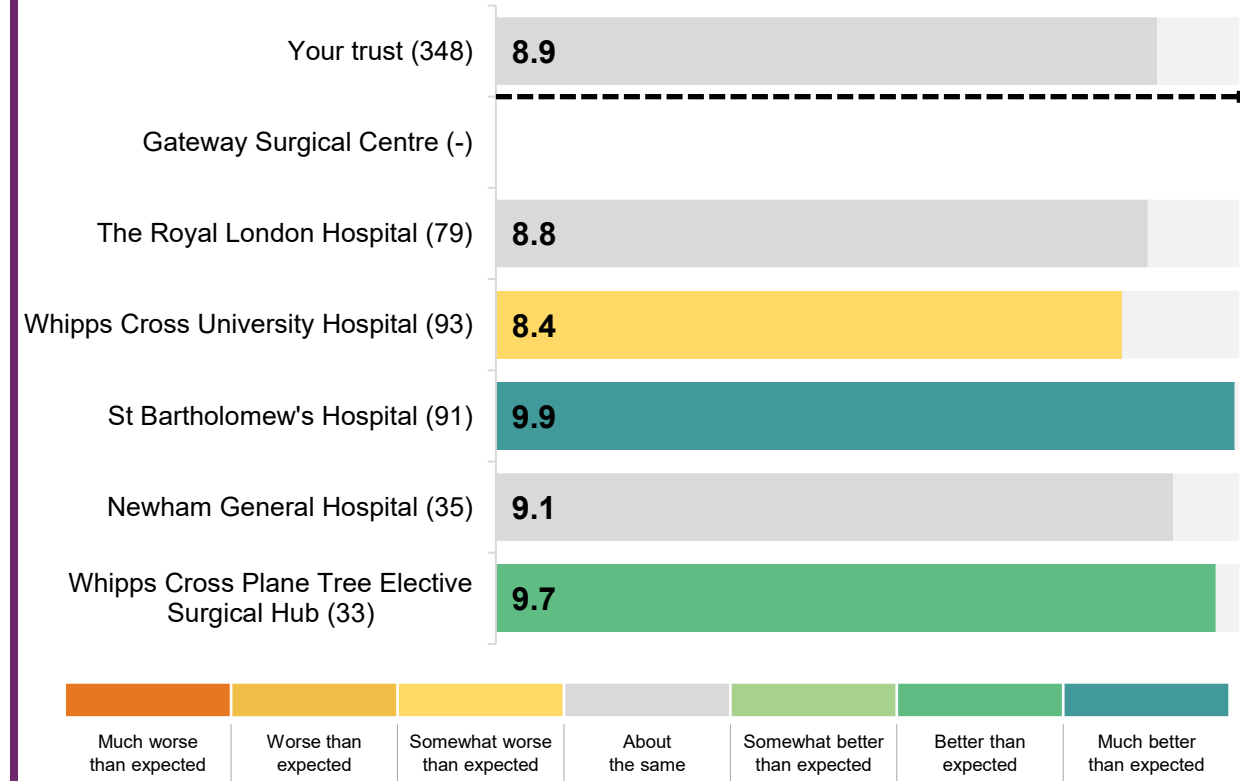 Your trust (348)
8.9
Gateway Surgical Centre (-)
The Royal London Hospital (79)
8.8
Whipps Cross University Hospital (93)
8.4
St Bartholomew's Hospital (91)
9.9
Newham General Hospital (35)
9.1
Whipps Cross Plane Tree Elective
Surgical Hub (33)
9.7
Much worse
than expected
Worse than
expected
Somewhat worse
than expected
About
the same
Somewhat better
than expected
Better than
expected
Much better
than expected